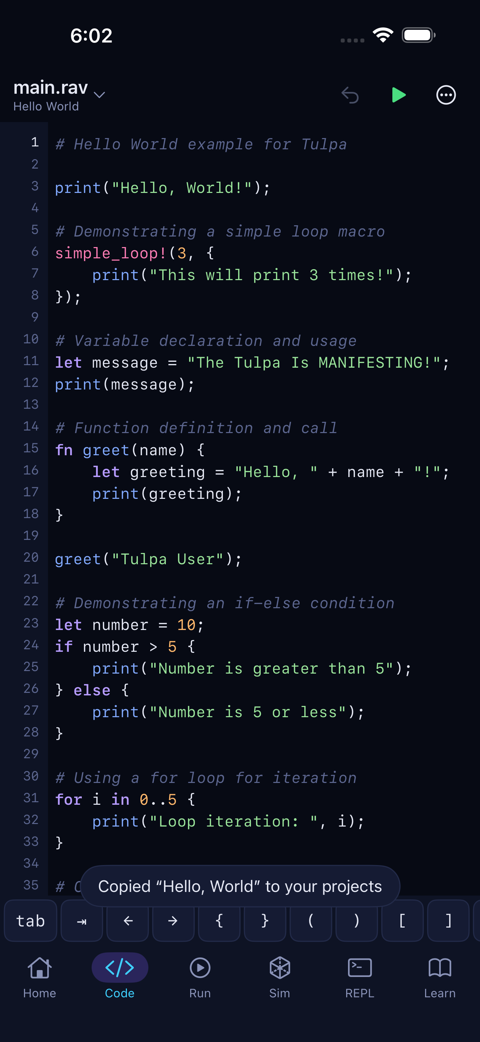 6:02
main.rav
Hello World
1 # Hello World example for Tulpa
2
3 print("Hello, World!");
4
5 # Demonstrating a simple loop macro
6 simple_loop!(3, {
7     print("This will print 3 times!");
8 });
9
10 # Variable declaration and usage
11 let message = "The Tulpa Is MANIFESTING!";
12 print(message);
13
14 # Function definition and call
15 fn greet(name) {
16     let greeting = "Hello, " + name + "!";
17     print(greeting);
18 }
19
20 greet("Tulpa User");
21
22 # Demonstrating an if-else condition
23 let number = 10;
24 if number > 5 {
25     print("Number is greater than 5");
26 } else {
27     print("Number is 5 or less");
28 }
29
30 # Using a for loop for iteration
31 for i in 0..5 {
32     print("Loop iteration: ", i);
33 }
34
35 #
Copied “Hello, World” to your projects
tab ⇥ ← → { } ( ) [ ]
Home Code Run Sim REPL Learn